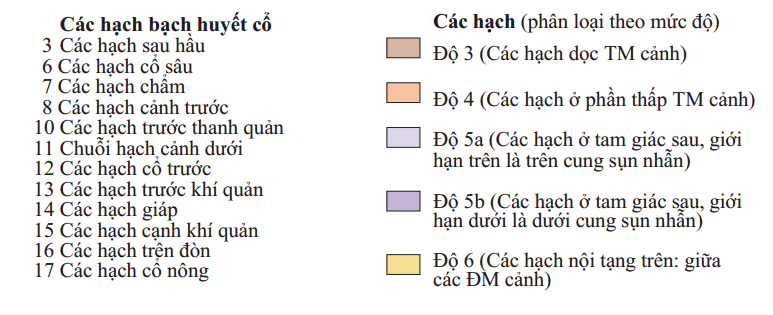 Các hạch bạch huyết cổ
3 Các hạch sau hầu
6 Các hạch cổ sâu
7 Các hạch chẩm
8 Các hạch cảnh trước
10 Các hạch trước thanh quản
11 Chuỗi hạch cảnh dưới
12 Các hạch cổ trước
13 Các hạch trước khí quản
14 Các hạch giáp
15 Các hạch cạnh khí quản
16 Các hạch trên đòn
17 Các hạch cổ nông
Các hạch (phân loại theo mức độ)
Độ 3 (Các hạch dọc TM cảnh)
Độ 4 (Các hạch ở phần thấp TM cảnh)
Độ 5a (Các hạch ở tam giác sau, giới
hạn trên là trên cung sụn nhẫn)
Độ 5b (Các hạch ở tam giác sau, giới
hạn dưới là dưới cung sụn nhẫn)
Độ 6 (Các hạch nội tạng trên: giữa
các ĐM cảnh)